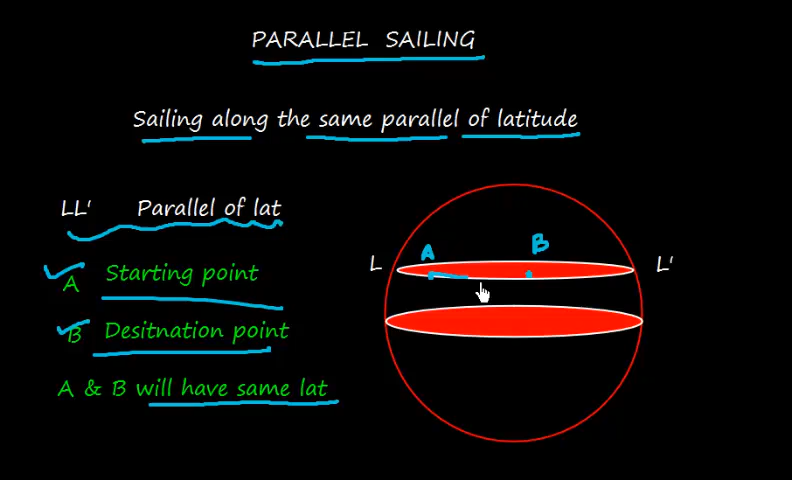 PARALLEL SAILING
Sailing along the same parallel of latitude
LL' Parallel of lat
A Starting point
B Desitnation point
A & B will have same lat
A B
L L'